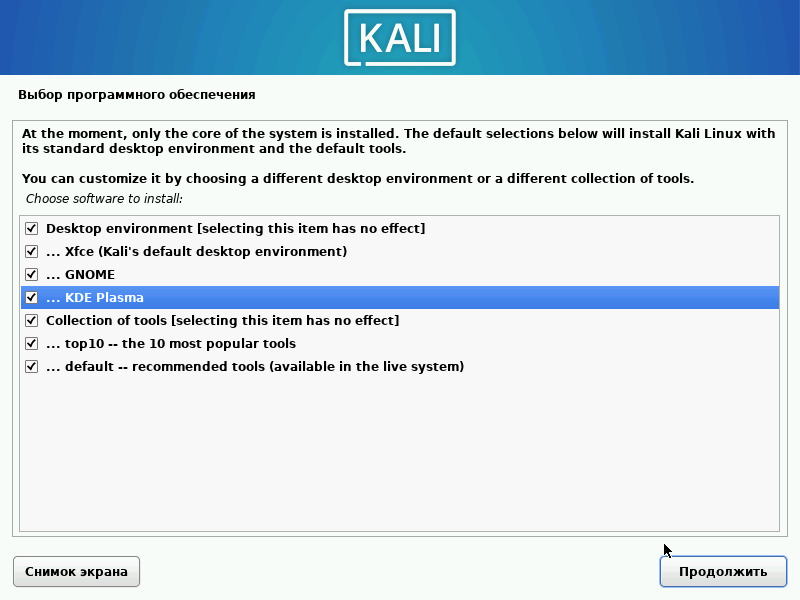 KALI
Выбор программного обеспечения
At the moment, only the core of the system is installed. The default selections below will install Kali Linux with
its standard desktop environment and the default tools.
You can customize it by choosing a different desktop environment or a different collection of tools.
Choose software to install:
Desktop environment [selecting this item has no effect]
... Xfce (Kali's default desktop environment)
... GNOME
... KDE Plasma
Collection of tools [selecting this item has no effect]
... top10 -- the 10 most popular tools
... default -- recommended tools (available in the live system)
Снимок экрана
Продолжить